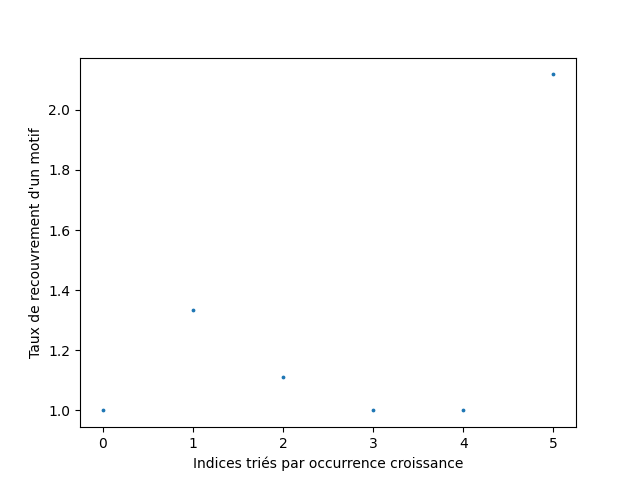 Taux de recouvrement d'un motif
2.0
1.8
1.6
1.4
1.2
1.0
0 1 2 3 4 5
Indices triés par occurrence croissance